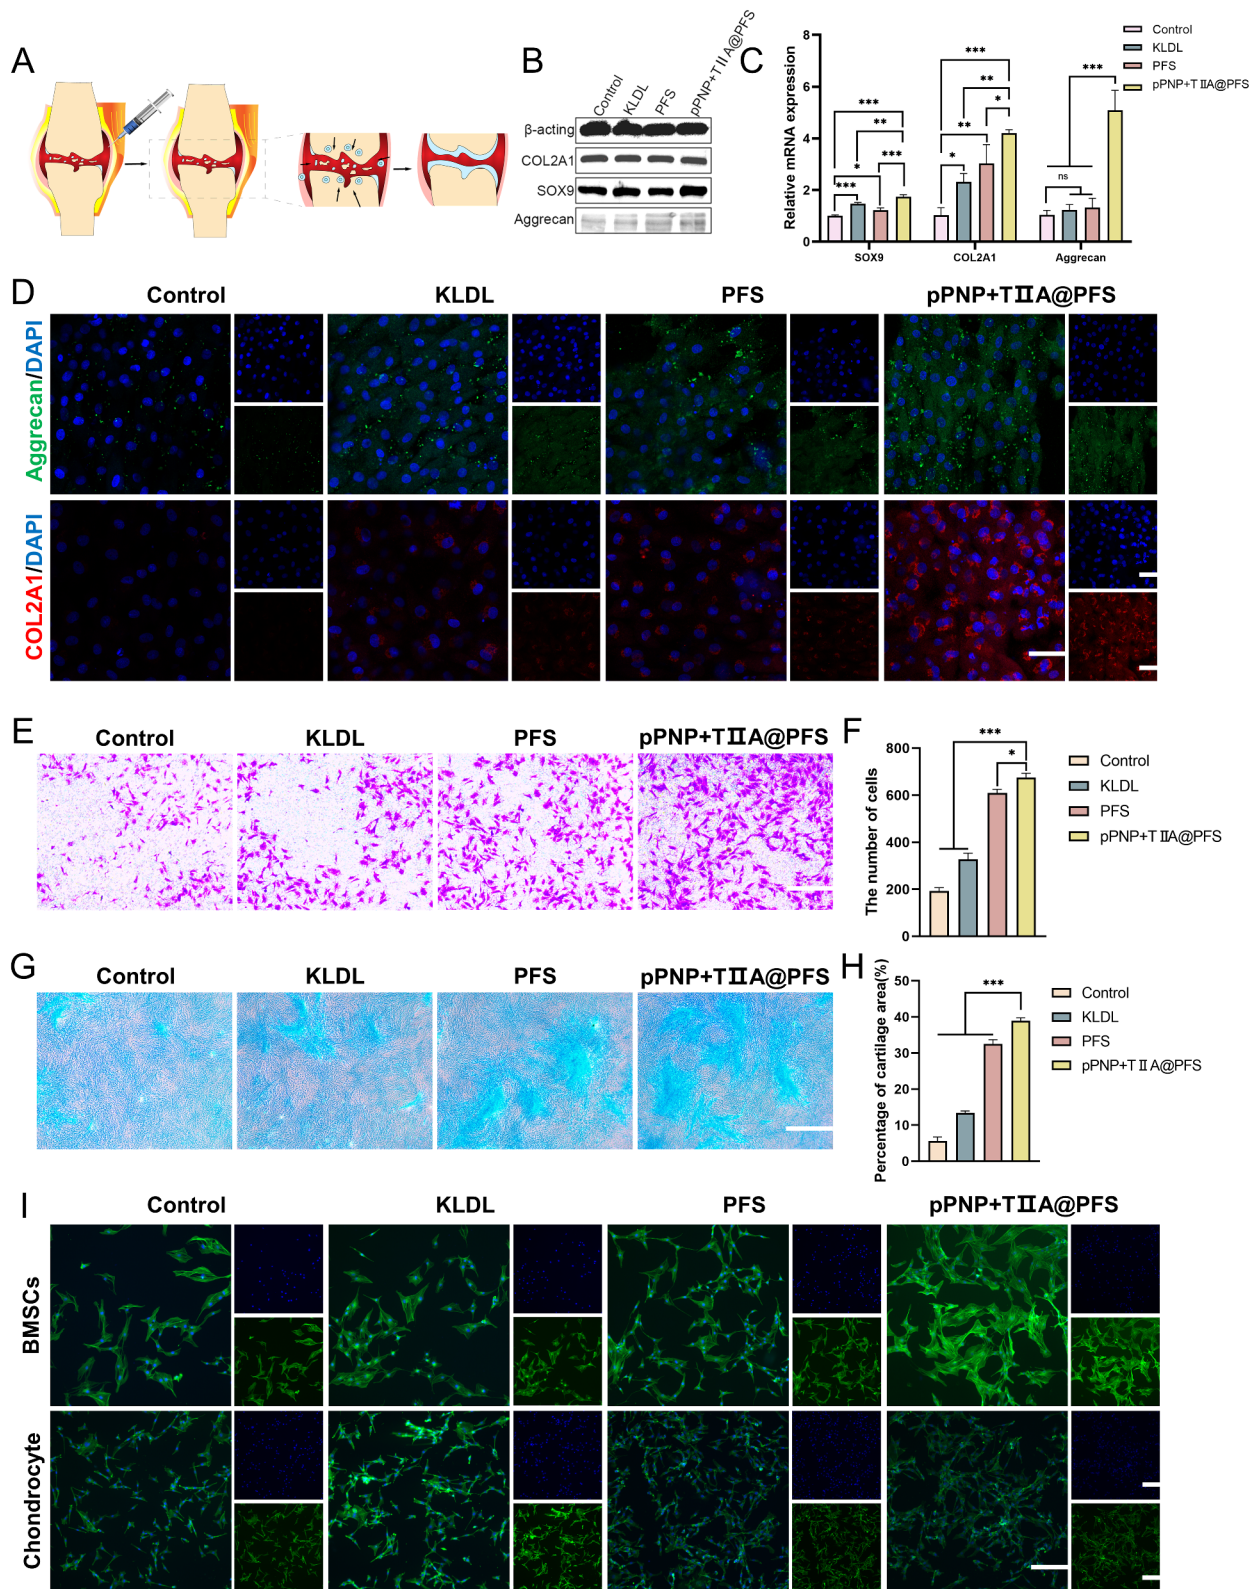 A
B
Control
KLDL
PFS
pPNP+TⅡA@PFS
β-acting
COL2A1
SOX9
Aggrecan
C
Relative mRNA expression
8
6
4
2
0
*** ** * *** ***
*** ** * ** *
*** ns
SOX9 COL2A1 Aggrecan
Control
KLDL
PFS
pPNP+TⅡA@PFS
D
Control KLDL PFS pPNP+TⅡA@PFS
Aggrecan/DAPI
COL2A1/DAPI
E
Control KLDL PFS pPNP+TⅡA@PFS
F
The number of cells
800
600
400
200
0
***
*
Control
KLDL
PFS
pPNP+TⅡA@PFS
G
Control KLDL PFS pPNP+TⅡA@PFS
H
Percentage of cartilage area(%)
50
40
30
20
10
0
***
Control
KLDL
PFS
pPNP+TⅡA@PFS
I
Control KLDL PFS pPNP+TⅡA@PFS
BMSCs
Chondrocyte